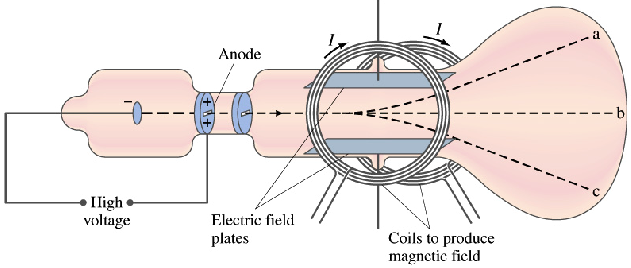 I
I
a
Anode
−
+
+
b
c
High
voltage
Electric field
plates
Coils to produce
magnetic field